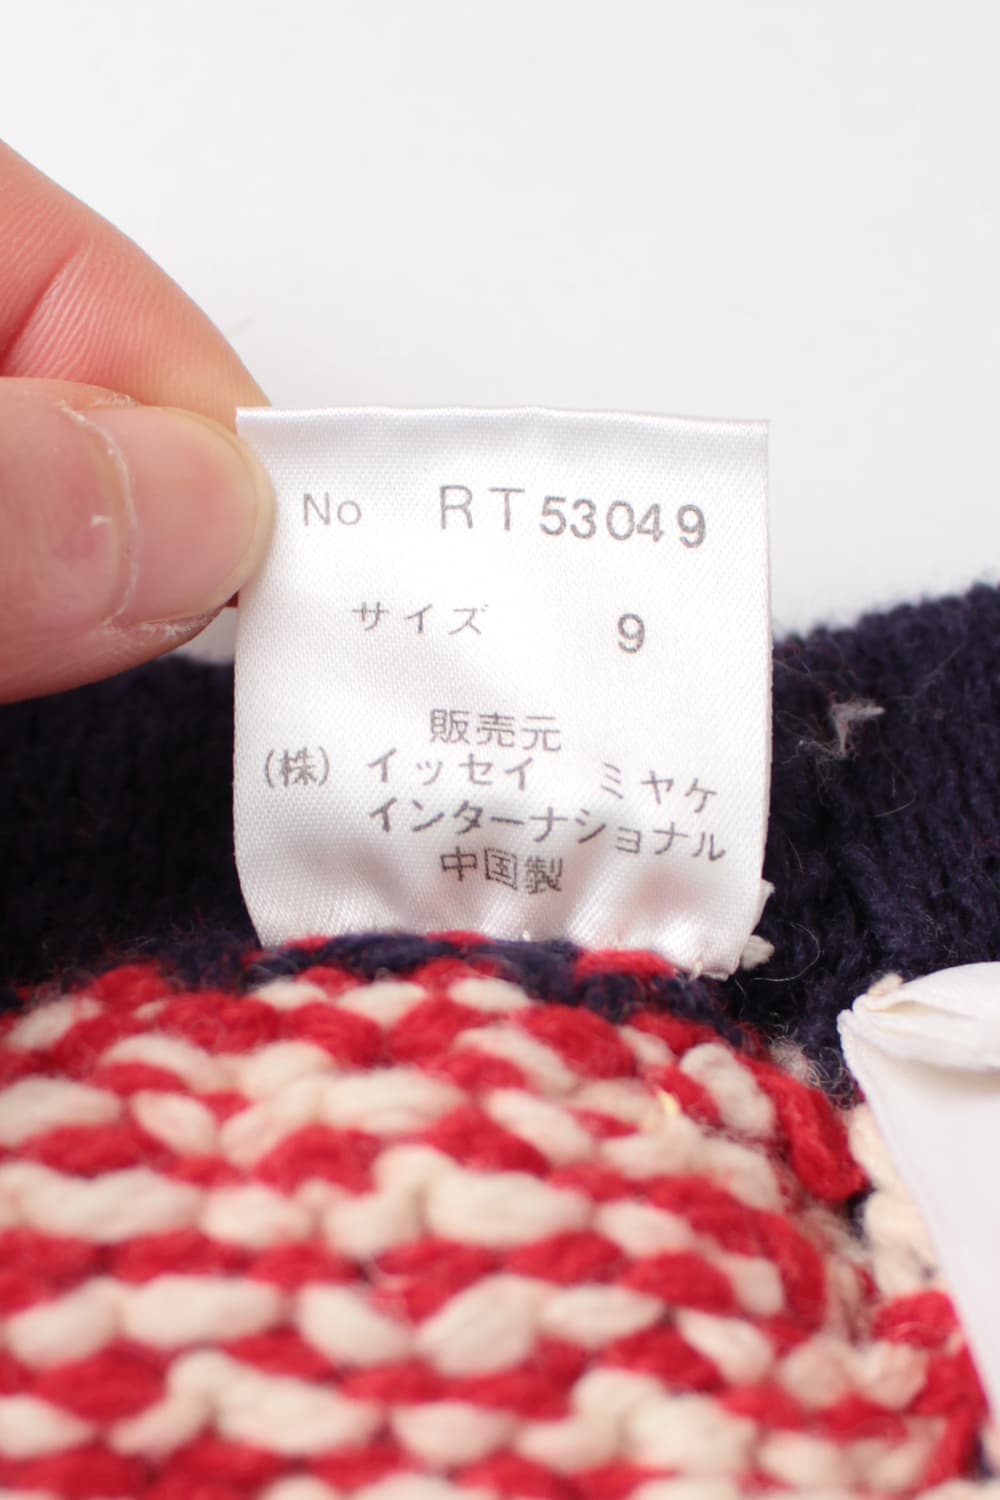 No RT53049
サイズ 9
販売元
(株) イッセイ ミヤケ
インターナショナル
中国製